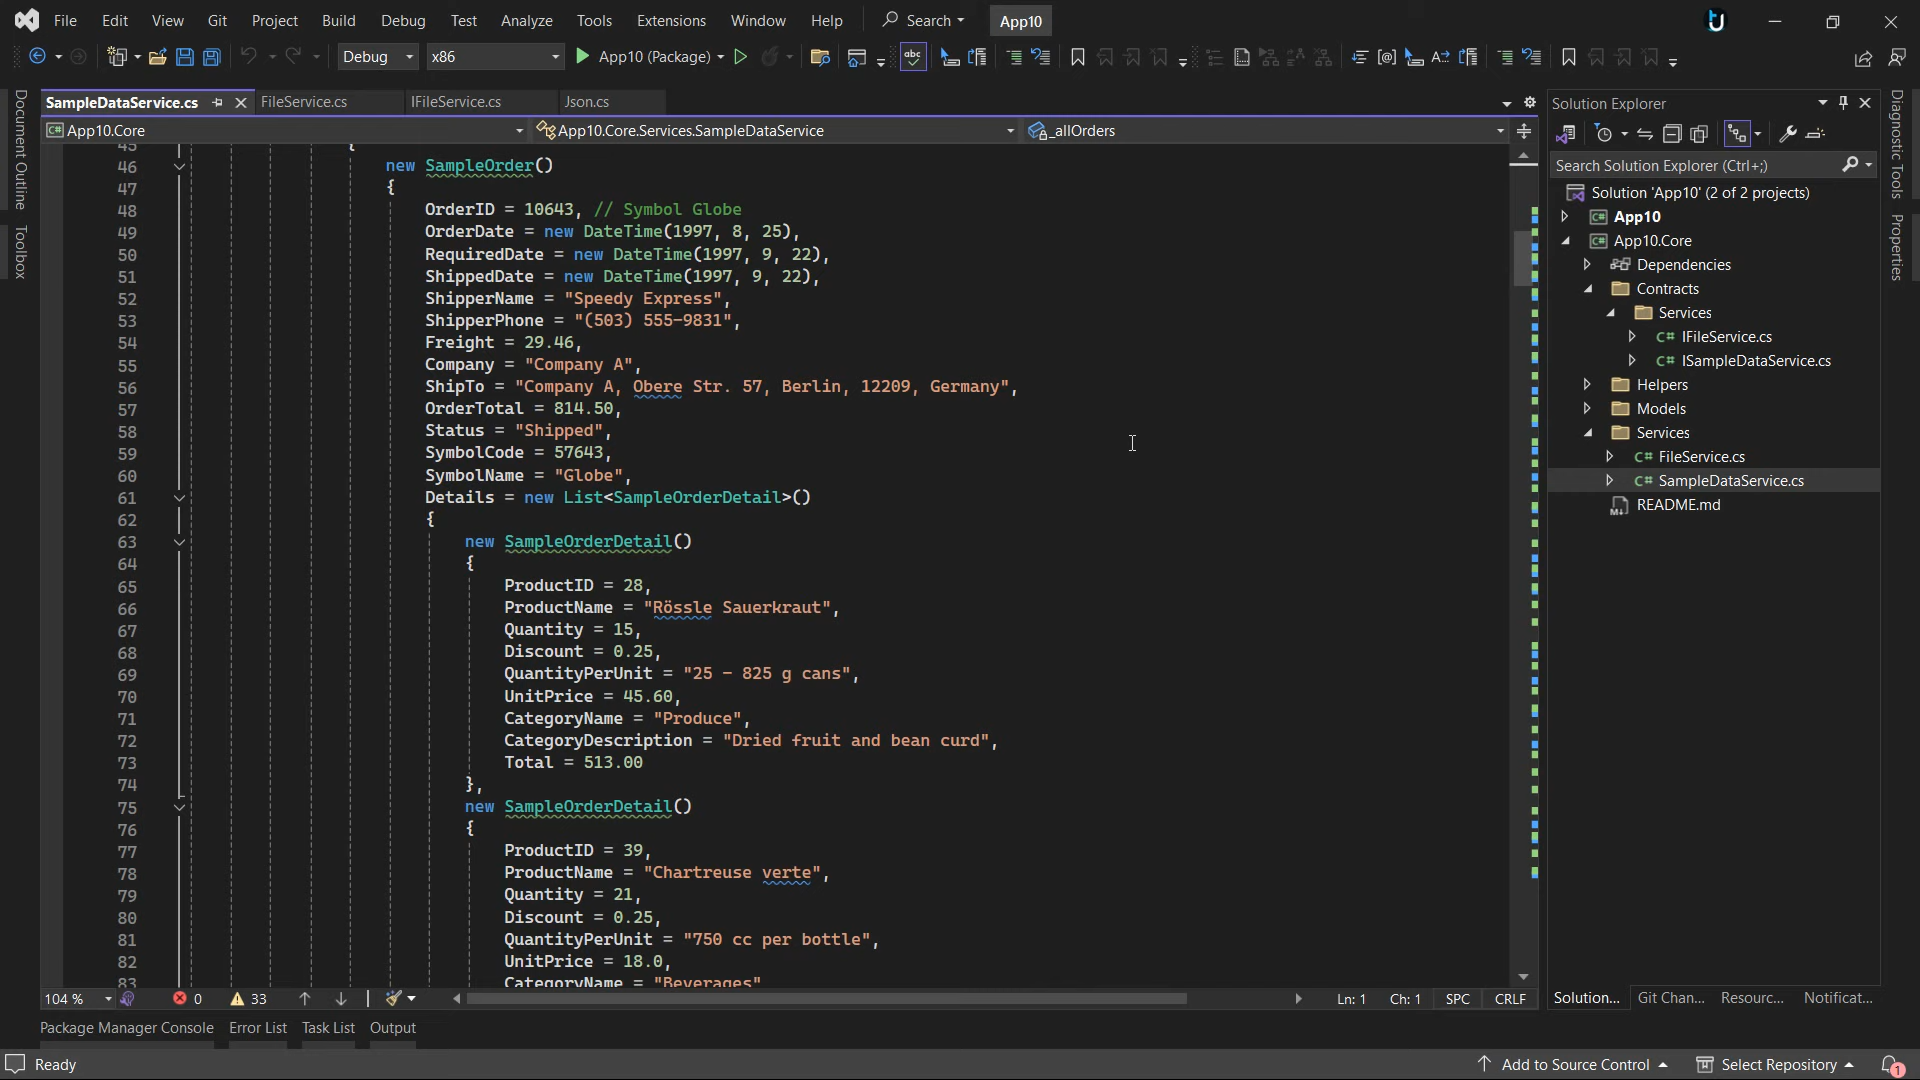 File Edit View Git Project Build Debug Test Analyze Tools Extensions Window Help Search App10
Debug x86 App10 (Package)
SampleDataService.cs FileService.cs IFileService.cs Json.cs
App10.Core App10.Core.Services.SampleDataService _allOrders
45 {
46 new SampleOrder()
47 {
48 OrderID = 10643, // Symbol Globe
49 OrderDate = new DateTime(1997, 8, 25),
50 RequiredDate = new DateTime(1997, 9, 22),
51 ShippedDate = new DateTime(1997, 9, 22),
52 ShipperName = "Speedy Express",
53 ShipperPhone = "(503) 555-9831",
54 Freight = 29.46,
55 Company = "Company A",
56 ShipTo = "Company A, Obere Str. 57, Berlin, 12209, Germany",
57 OrderTotal = 814.50,
58 Status = "Shipped",
59 SymbolCode = 57643,
60 SymbolName = "Globe",
61 Details = new List<SampleOrderDetail>()
62 {
63 new SampleOrderDetail()
64 {
65 ProductID = 28,
66 ProductName = "Rössle Sauerkraut",
67 Quantity = 15,
68 Discount = 0.25,
69 QuantityPerUnit = "25 - 825 g cans",
70 UnitPrice = 45.60,
71 CategoryName = "Produce",
72 CategoryDescription = "Dried fruit and bean curd",
73 Total = 513.00
74 },
75 new SampleOrderDetail()
76 {
77 ProductID = 39,
78 ProductName = "Chartreuse verte",
79 Quantity = 21,
80 Discount = 0.25,
81 QuantityPerUnit = "750 cc per bottle",
82 UnitPrice = 18.0,
83 CategoryName = "Beverages"
104 % 0 33 Ln: 1 Ch: 1 SPC CRLF
Package Manager Console Error List Task List Output
Ready Add to Source Control Select Repository 1
Document Outline
Toolbox
Solution Explorer
Search Solution Explorer (Ctrl+;)
Solution 'App10' (2 of 2 projects)
App10
App10.Core
Dependencies
Contracts
Services
IFileService.cs
ISampleDataService.cs
Helpers
Models
Services
FileService.cs
SampleDataService.cs
README.md
Solution... Git Chan... Resourc... Notificat...
Diagnostic Tools
Properties